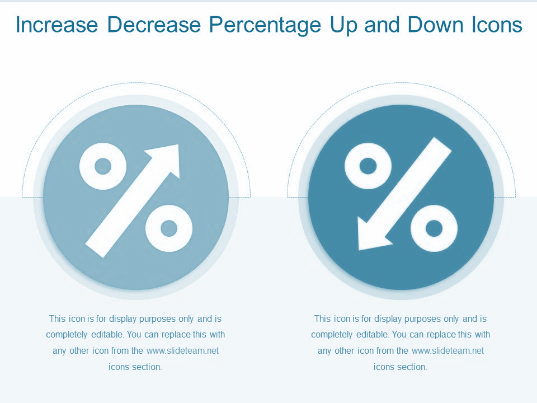 Increase Decrease Percentage Up and Down Icons
This icon is for display purposes only and is
completely editable. You can replace this with
any other icon from the www.slideteam.net
icons section.
This icon is for display purposes only and is
completely editable. You can replace this with
any other icon from the www.slideteam.net
icons section.